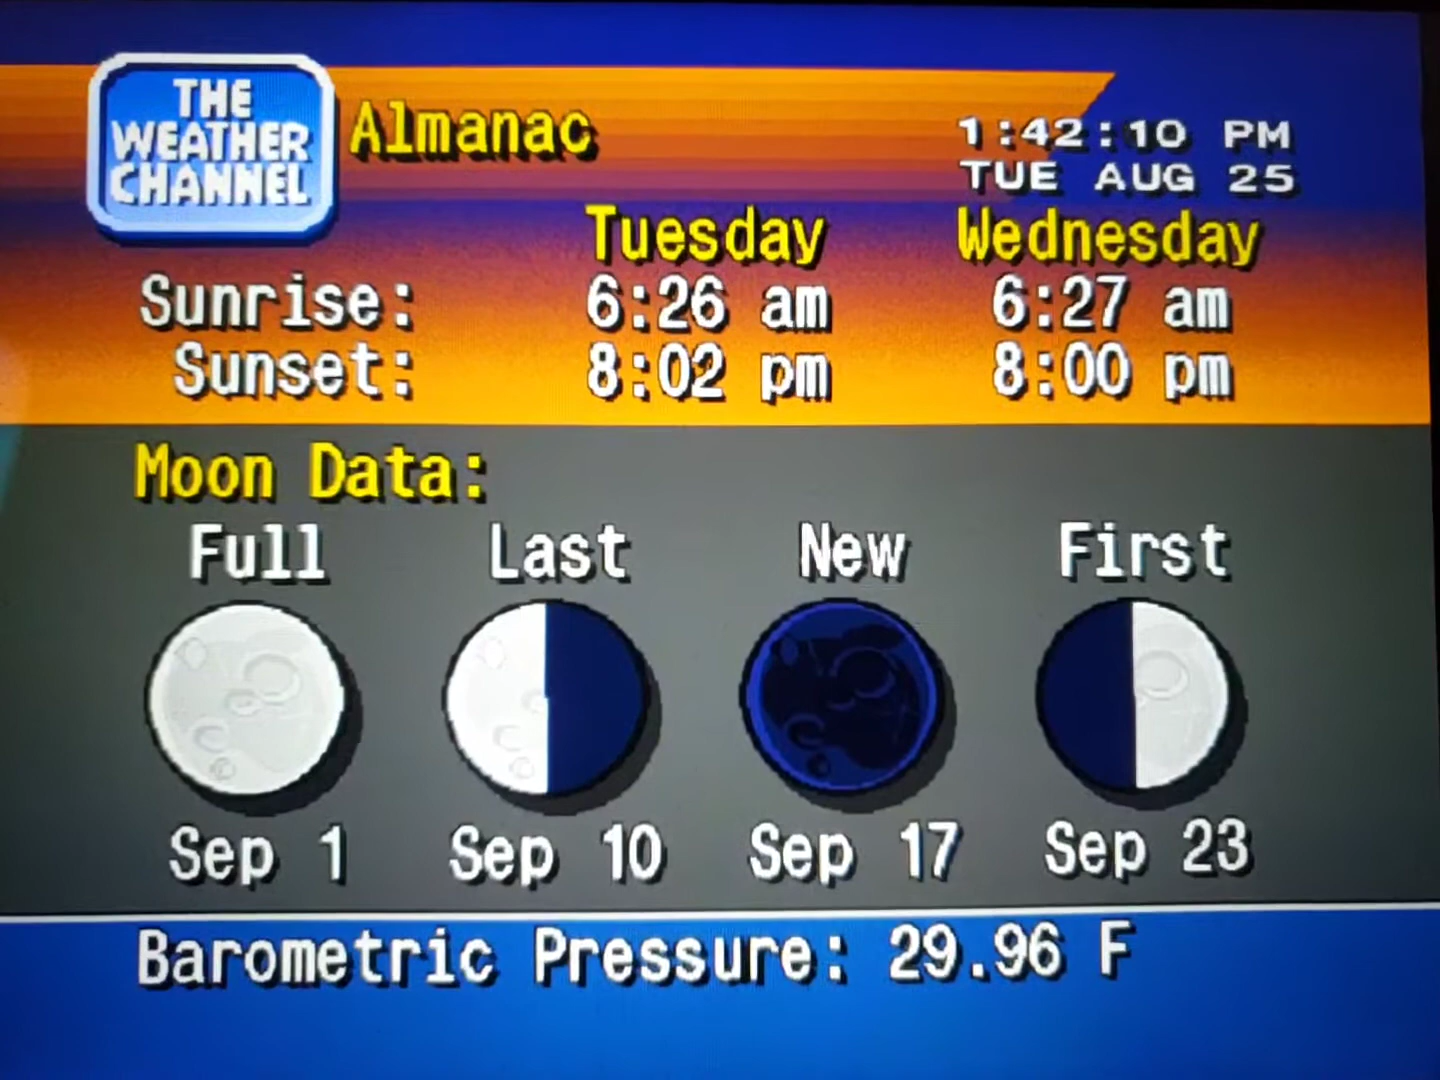 THE
WEATHER
CHANNEL
Almanac
1:42:10 PM
TUE AUG 25
Tuesday Wednesday
Sunrise: 6:26 am 6:27 am
Sunset: 8:02 pm 8:00 pm
Moon Data:
Full Last New First
Sep 1 Sep 10 Sep 17 Sep 23
Barometric Pressure: 29.96 F